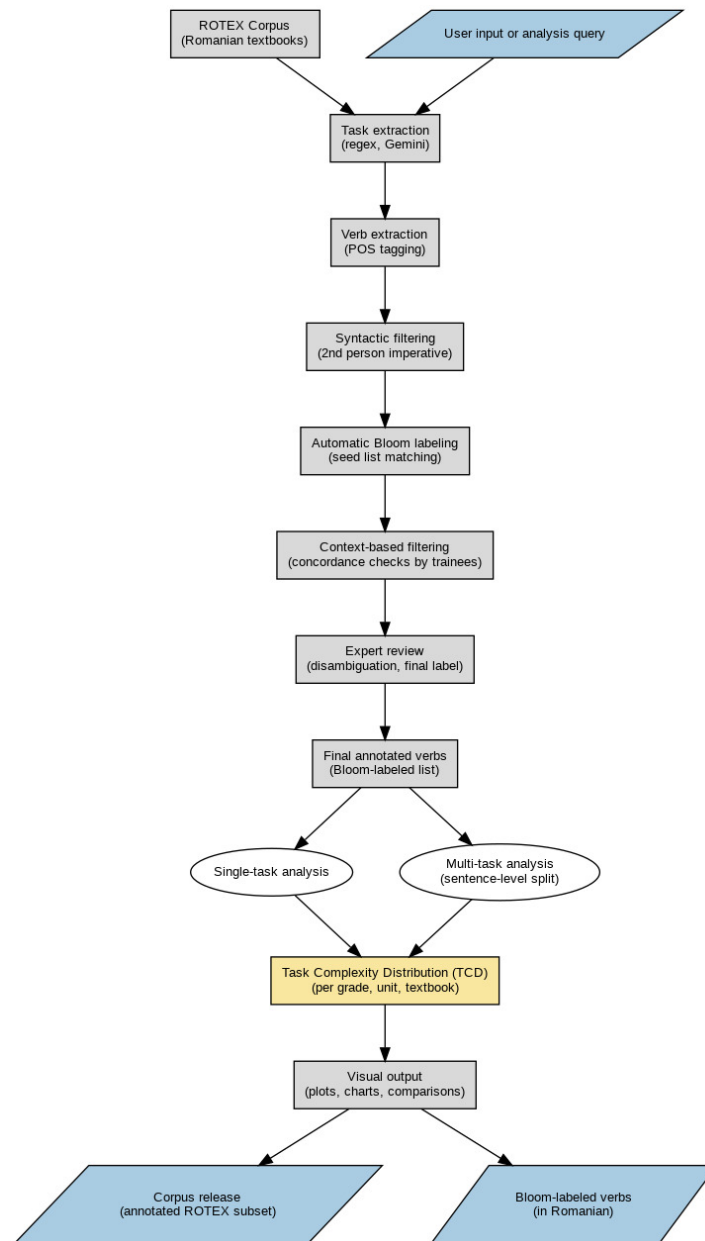 ROTEX Corpus
(Romanian textbooks)
User input or analysis query
Task extraction
(regex, Gemini)
Verb extraction
(POS tagging)
Syntactic filtering
(2nd person imperative)
Automatic Bloom labeling
(seed list matching)
Context-based filtering
(concordance checks by trainees)
Expert review
(disambiguation, final label)
Final annotated verbs
(Bloom-labeled list)
Single-task analysis
Multi-task analysis
(sentence-level split)
Task Complexity Distribution (TCD)
(per grade, unit, textbook)
Visual output
(plots, charts, comparisons)
Corpus release
(annotated ROTEX subset)
Bloom-labeled verbs
(in Romanian)